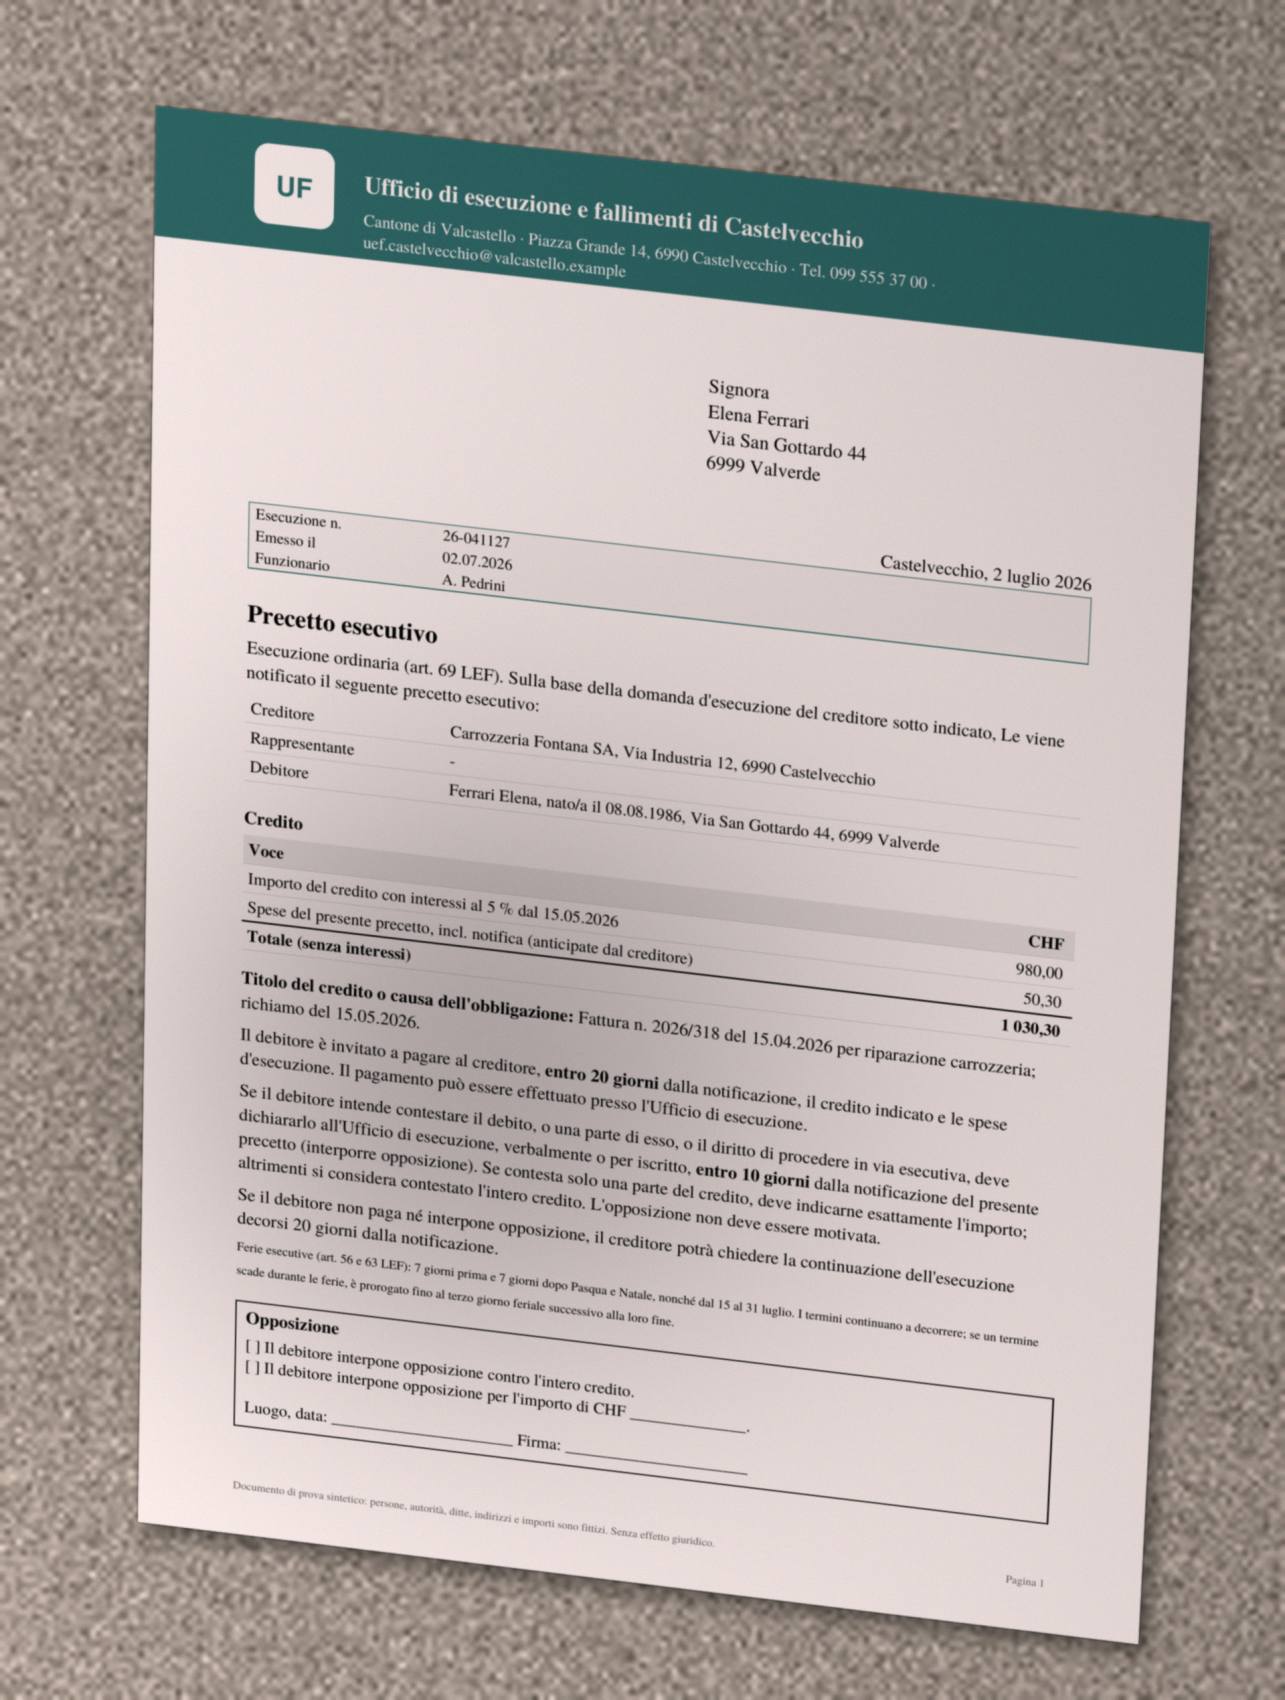 UF
Ufficio di esecuzione e fallimenti di Castelvecchio
Cantone di Valcastello · Piazza Grande 14, 6990 Castelvecchio · Tel. 099 555 37 00 ·
uef.castelvecchio@valcastello.example
Signora
Elena Ferrari
Via San Gottardo 44
6999 Valverde
Castelvecchio, 2 luglio 2026
Esecuzione n. 26-041127
Emesso il 02.07.2026
Funzionario A. Pedrini
Precetto esecutivo
Esecuzione ordinaria (art. 69 LEF). Sulla base della domanda d'esecuzione del creditore sotto indicato, Le viene
notificato il seguente precetto esecutivo:
Creditore Carrozzeria Fontana SA, Via Industria 12, 6990 Castelvecchio
Rappresentante -
Debitore Ferrari Elena, nato/a il 08.08.1986, Via San Gottardo 44, 6999 Valverde
Credito
Voce CHF
Importo del credito con interessi al 5 % dal 15.05.2026 980,00
Spese del presente precetto, incl. notifica (anticipate dal creditore) 50,30
Totale (senza interessi) 1 030,30
Titolo del credito o causa dell'obbligazione: Fattura n. 2026/318 del 15.04.2026 per riparazione carrozzeria;
richiamo del 15.05.2026.
Il debitore è invitato a pagare al creditore, entro 20 giorni dalla notificazione, il credito indicato e le spese
d'esecuzione. Il pagamento può essere effettuato presso l'Ufficio di esecuzione.
Se il debitore intende contestare il debito, o una parte di esso, o il diritto di procedere in via esecutiva, deve
dichiararlo all'Ufficio di esecuzione, verbalmente o per iscritto, entro 10 giorni dalla notificazione del presente
precetto (interporre opposizione). Se contesta solo una parte del credito, deve indicarne esattamente l'importo;
altrimenti si considera contestato l'intero credito. L'opposizione non deve essere motivata.
Se il debitore non paga né interpone opposizione, il creditore potrà chiedere la continuazione dell'esecuzione
decorsi 20 giorni dalla notificazione.
Ferie esecutive (art. 56 e 63 LEF): 7 giorni prima e 7 giorni dopo Pasqua e Natale, nonché dal 15 al 31 luglio. I termini continuano a decorrere; se un termine
scade durante le ferie, è prorogato fino al terzo giorno feriale successivo alla loro fine.
Opposizione
[ ] Il debitore interpone opposizione contro l'intero credito.
[ ] Il debitore interpone opposizione per l'importo di CHF ______________.
Luogo, data: ______________________ Firma: ______________________
Documento di prova sintetico: persone, autorità, ditte, indirizzi e importi sono fittizi. Senza effetto giuridico.
Pagina 1